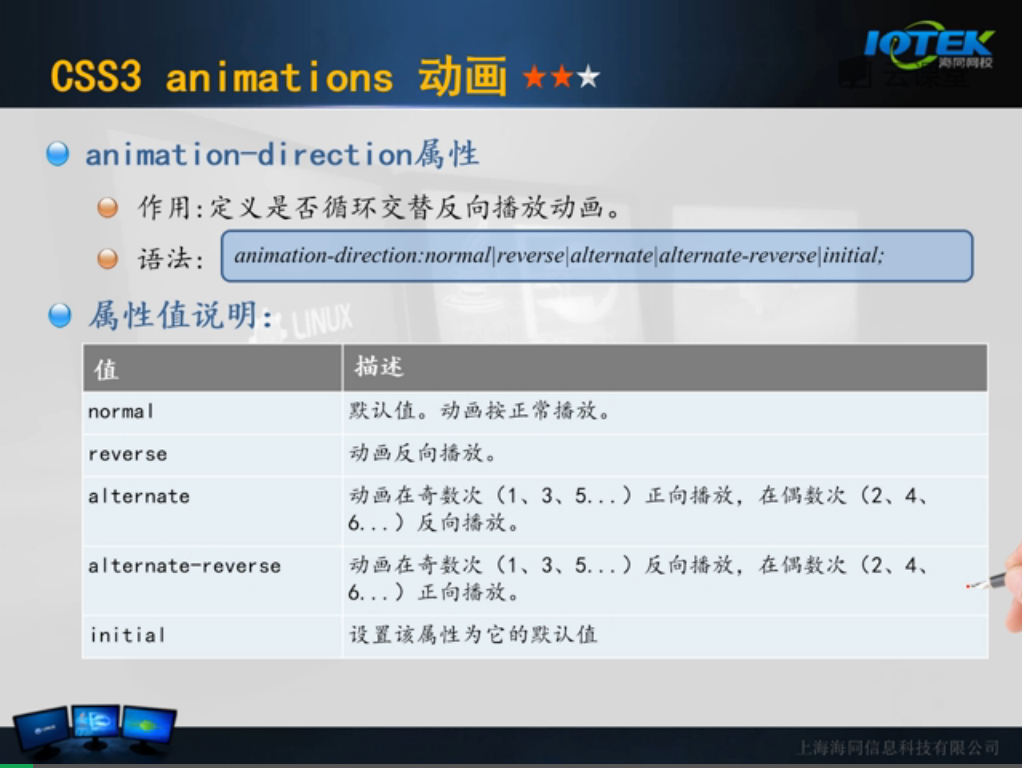 IQTEK
海同网校
云课堂
CSS3 animations 动画
animation-direction属性
作用:定义是否循环交替反向播放动画。
语法:
animation-direction:normal|reverse|alternate|alternate-reverse|initial;
属性值说明:
LINUX
值 描述
normal 默认值。动画按正常播放。
reverse 动画反向播放。
alternate 动画在奇数次（1、3、5...）正向播放，在偶数次（2、4、
6...）反向播放。
alternate-reverse 动画在奇数次（1、3、5...）反向播放，在偶数次（2、4、
6...）正向播放。
initial 设置该属性为它的默认值
上海海同信息科技有限公司